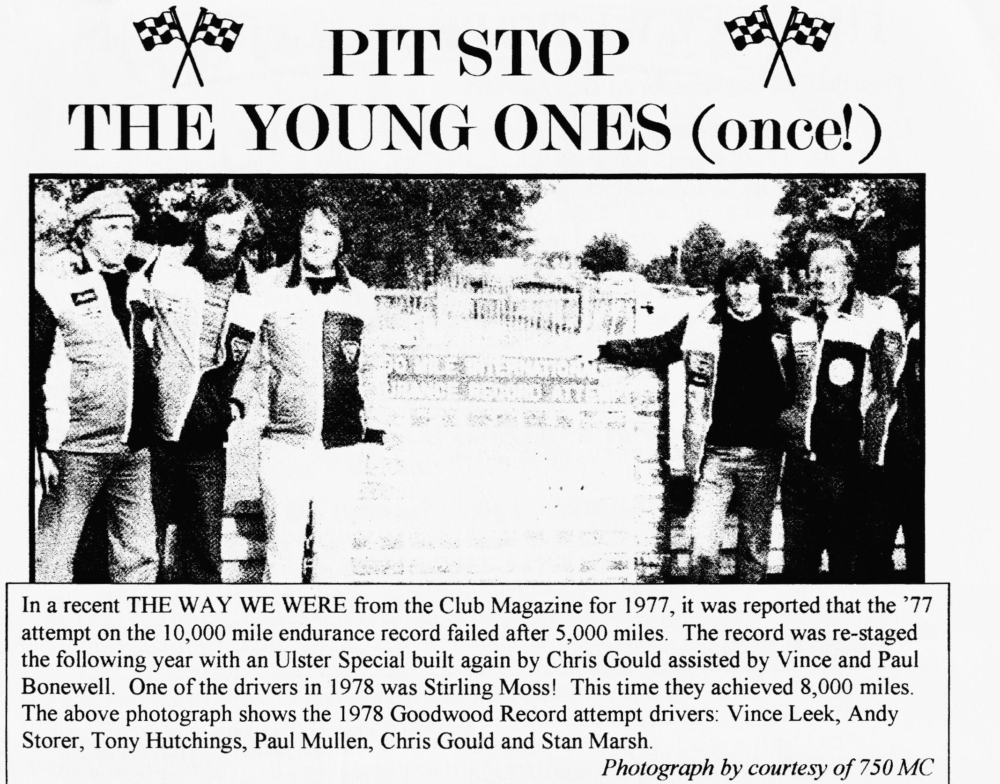 PIT STOP
THE YOUNG ONES (once!)
MILE INTERNATIONAL
In a recent THE WAY WE WERE from the Club Magazine for 1977, it was reported that the ’77
attempt on the 10,000 mile endurance record failed after 5,000 miles.  The record was re-staged
the following year with an Ulster Special built again by Chris Gould assisted by Vince and Paul
Bonewell.  One of the drivers in 1978 was Stirling Moss!  This time they achieved 8,000 miles.
The above photograph shows the 1978 Goodwood Record attempt drivers: Vince Leek, Andy
Storer, Tony Hutchings, Paul Mullen, Chris Gould and Stan Marsh.
Photograph by courtesy of 750 MC